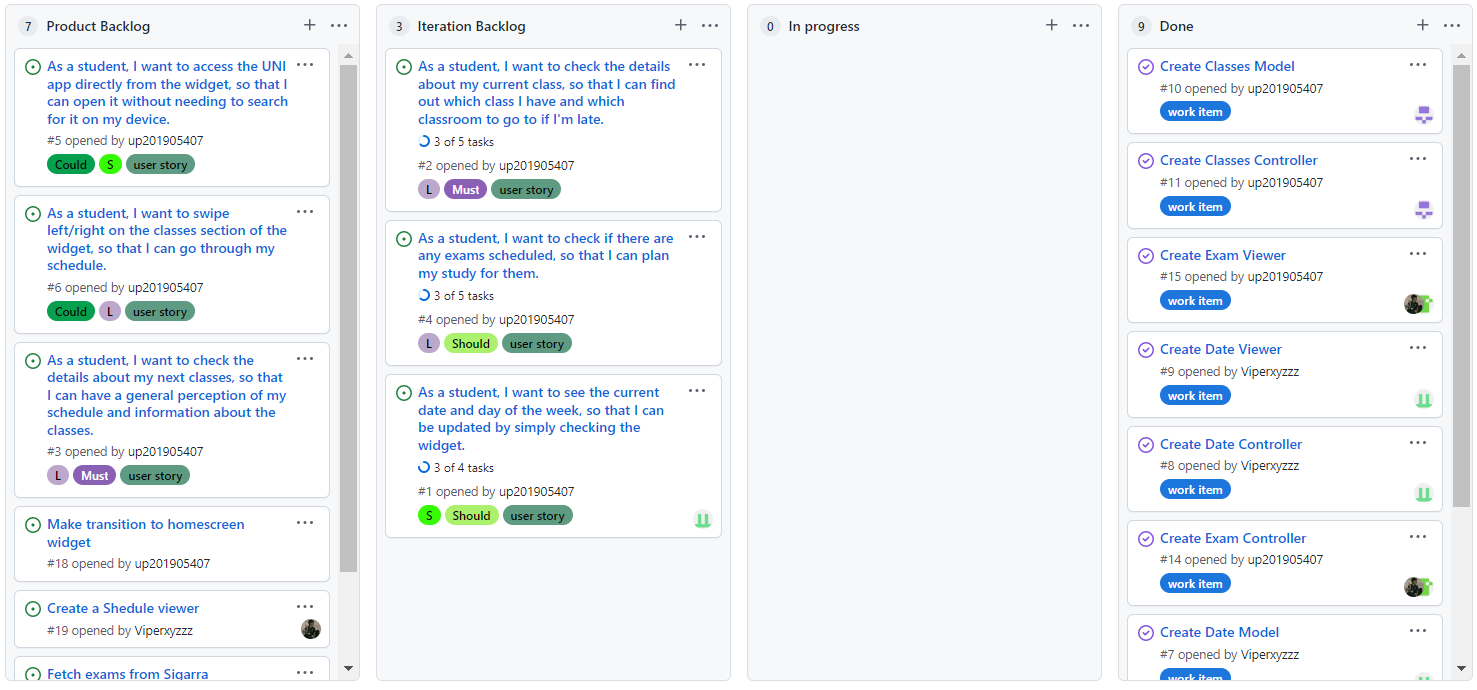 7 Product Backlog
As a student, I want to access the UNI
app directly from the widget, so that I
can open it without needing to search
for it on my device.
#5 opened by up201905407
Could S user story
As a student, I want to swipe
left/right on the classes section of the
widget, so that I can go through my
schedule.
#6 opened by up201905407
Could L user story
As a student, I want to check the
details about my next classes, so that
I can have a general perception of my
schedule and information about the
classes.
#3 opened by up201905407
L Must user story
Make transition to homescreen
widget
#18 opened by up201905407
Create a Shedule viewer
#19 opened by Viperxyzzz
Fetch exams from Sigarra
3 Iteration Backlog
As a student, I want to check the details
about my current class, so that I can find
out which class I have and which
classroom to go to if I'm late.
3 of 5 tasks
#2 opened by up201905407
L Must user story
As a student, I want to check if there are
any exams scheduled, so that I can plan
my study for them.
3 of 5 tasks
#4 opened by up201905407
L Should user story
As a student, I want to see the current
date and day of the week, so that I can
be updated by simply checking the
widget.
3 of 4 tasks
#1 opened by up201905407
S Should user story
0 In progress
9 Done
Create Classes Model
#10 opened by up201905407
work item
Create Classes Controller
#11 opened by up201905407
work item
Create Exam Viewer
#15 opened by up201905407
work item
Create Date Viewer
#9 opened by Viperxyzzz
work item
Create Date Controller
#8 opened by Viperxyzzz
work item
Create Exam Controller
#14 opened by up201905407
work item
Create Date Model
#7 opened by Viperxyzzz
work item